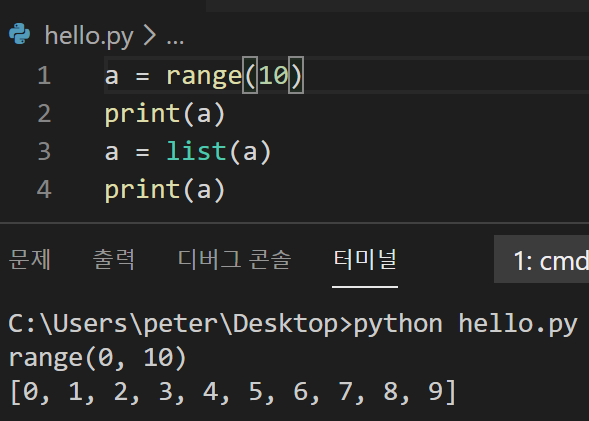 hello.py > ...
1 a = range(10)
2 print(a)
3 a = list(a)
4 print(a)
문제 출력 디버그 콘솔 터미널 1: cmd
C:\Users\peter\Desktop>python hello.py
range(0, 10)
[0, 1, 2, 3, 4, 5, 6, 7, 8, 9]